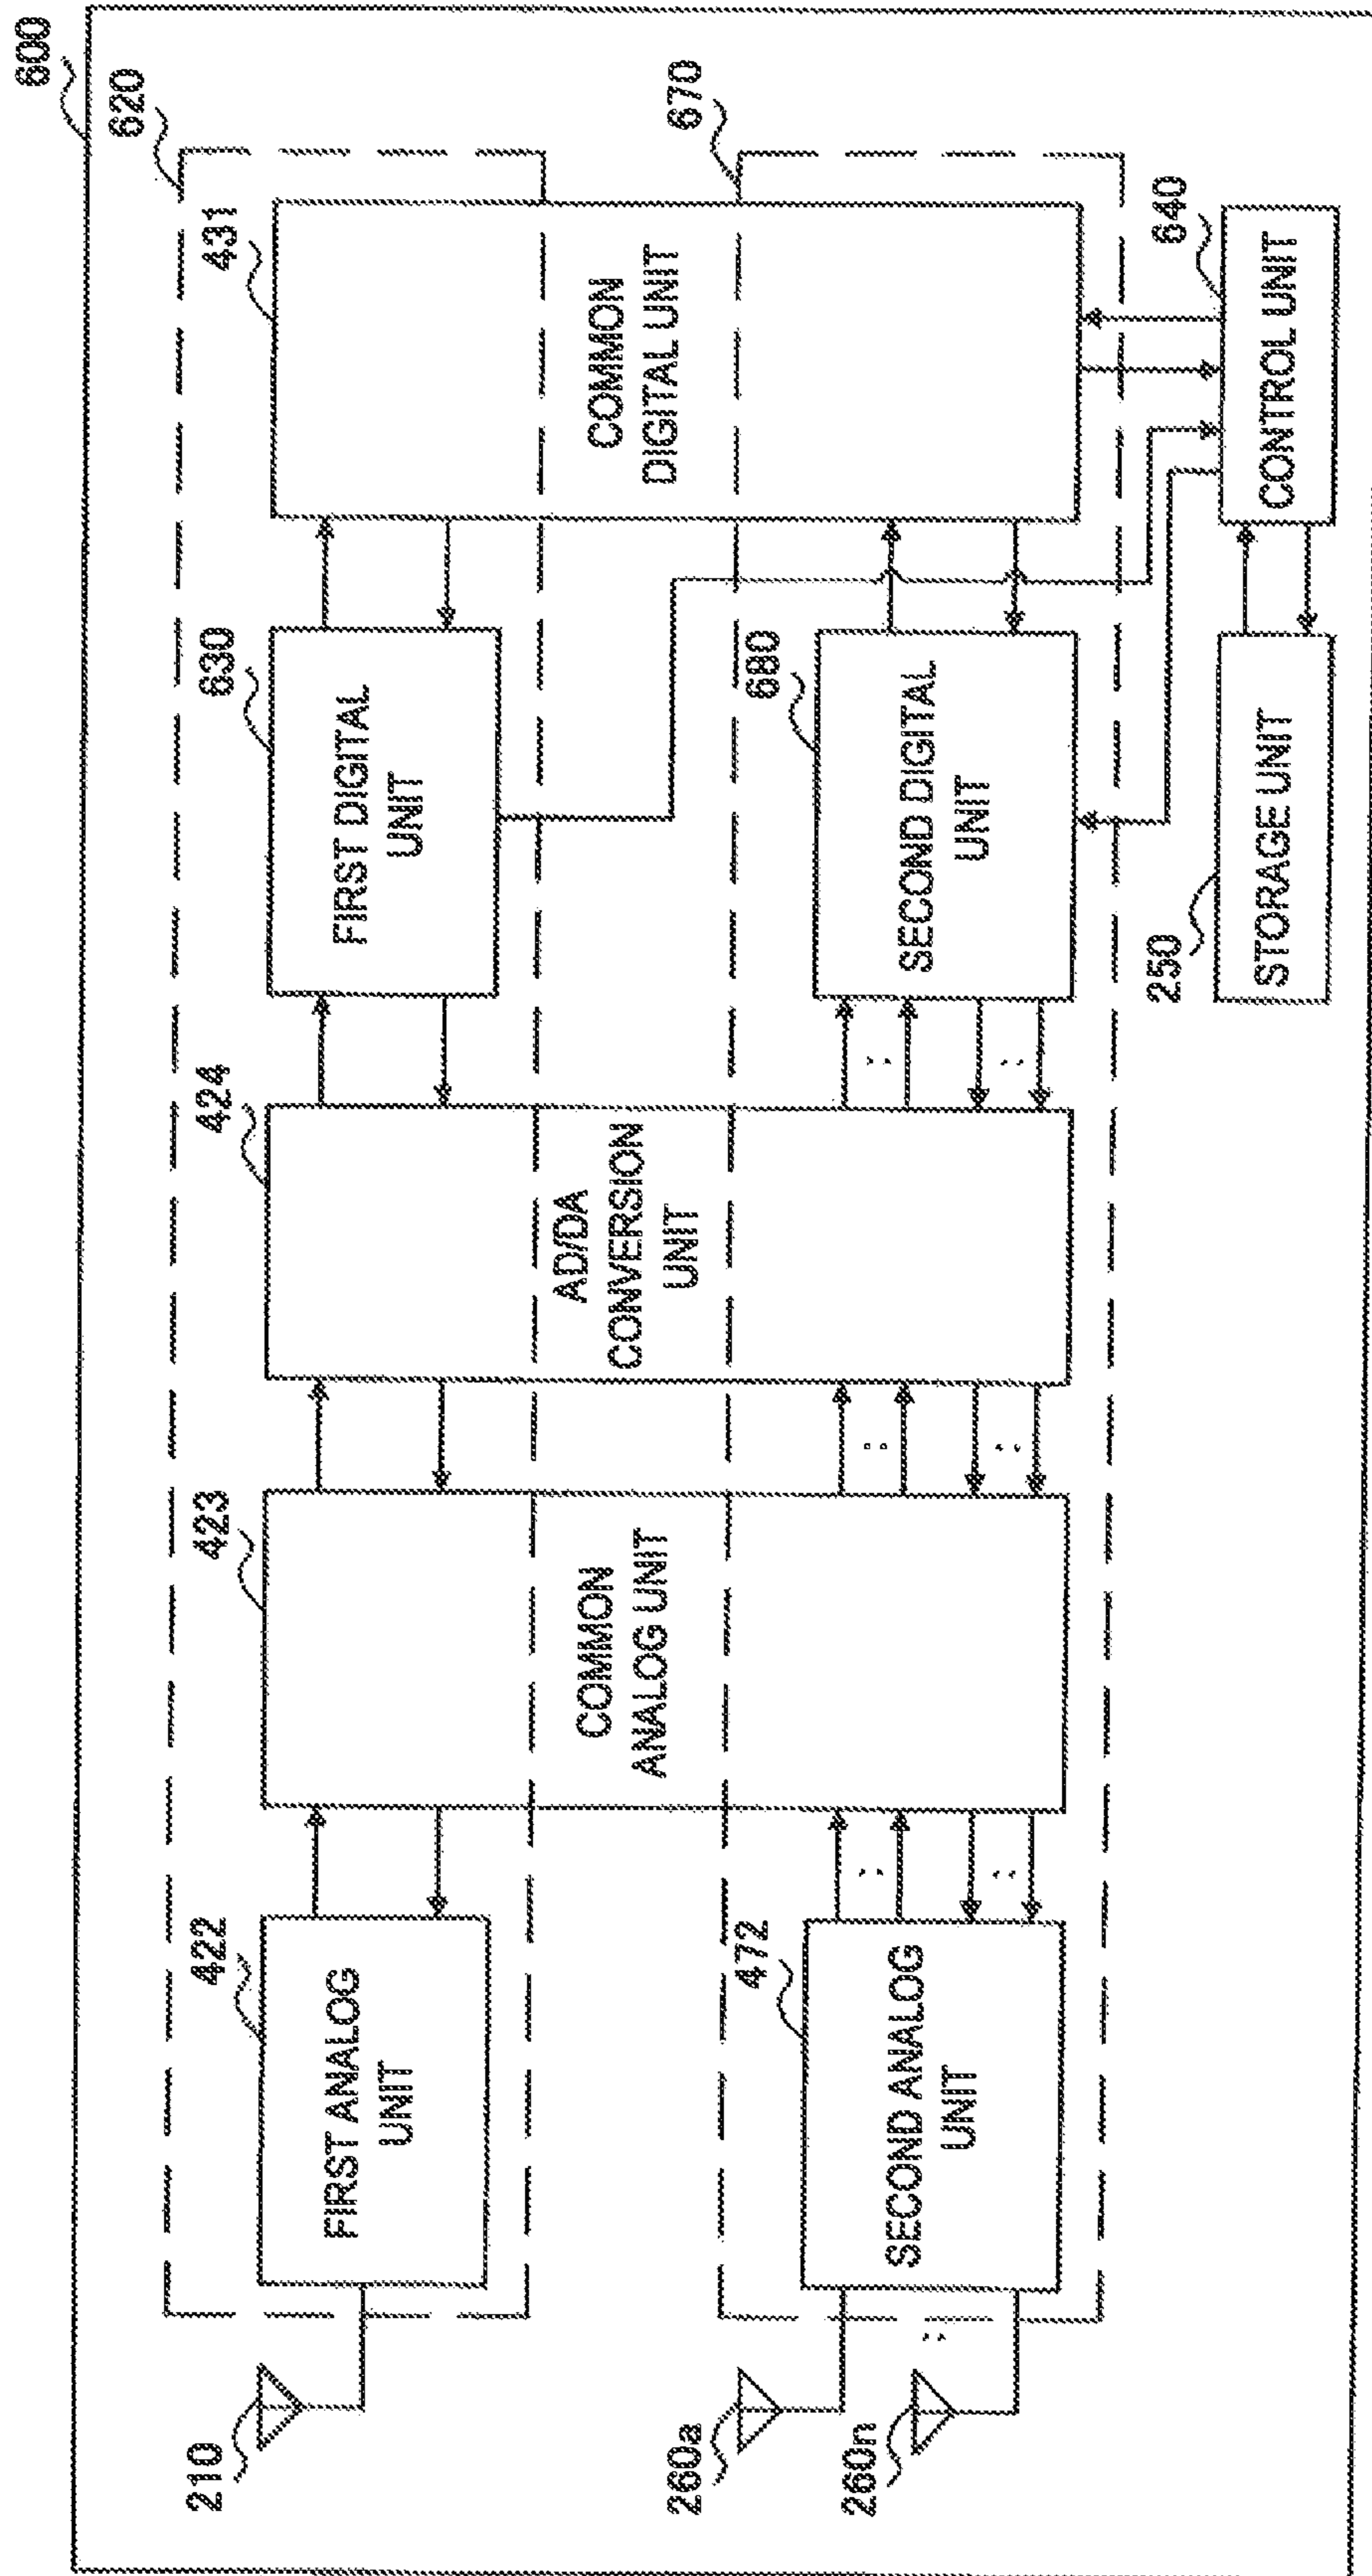 600
620
210
422
FIRST ANALOG
UNIT
423
COMMON
ANALOG UNIT
424
AD/DA
CONVERSION
UNIT
630
FIRST DIGITAL
UNIT
431
COMMON
DIGITAL UNIT
670
260a
260n
472
SECOND ANALOG
UNIT
680
SECOND DIGITAL
UNIT
250
STORAGE UNIT
640
CONTROL UNIT